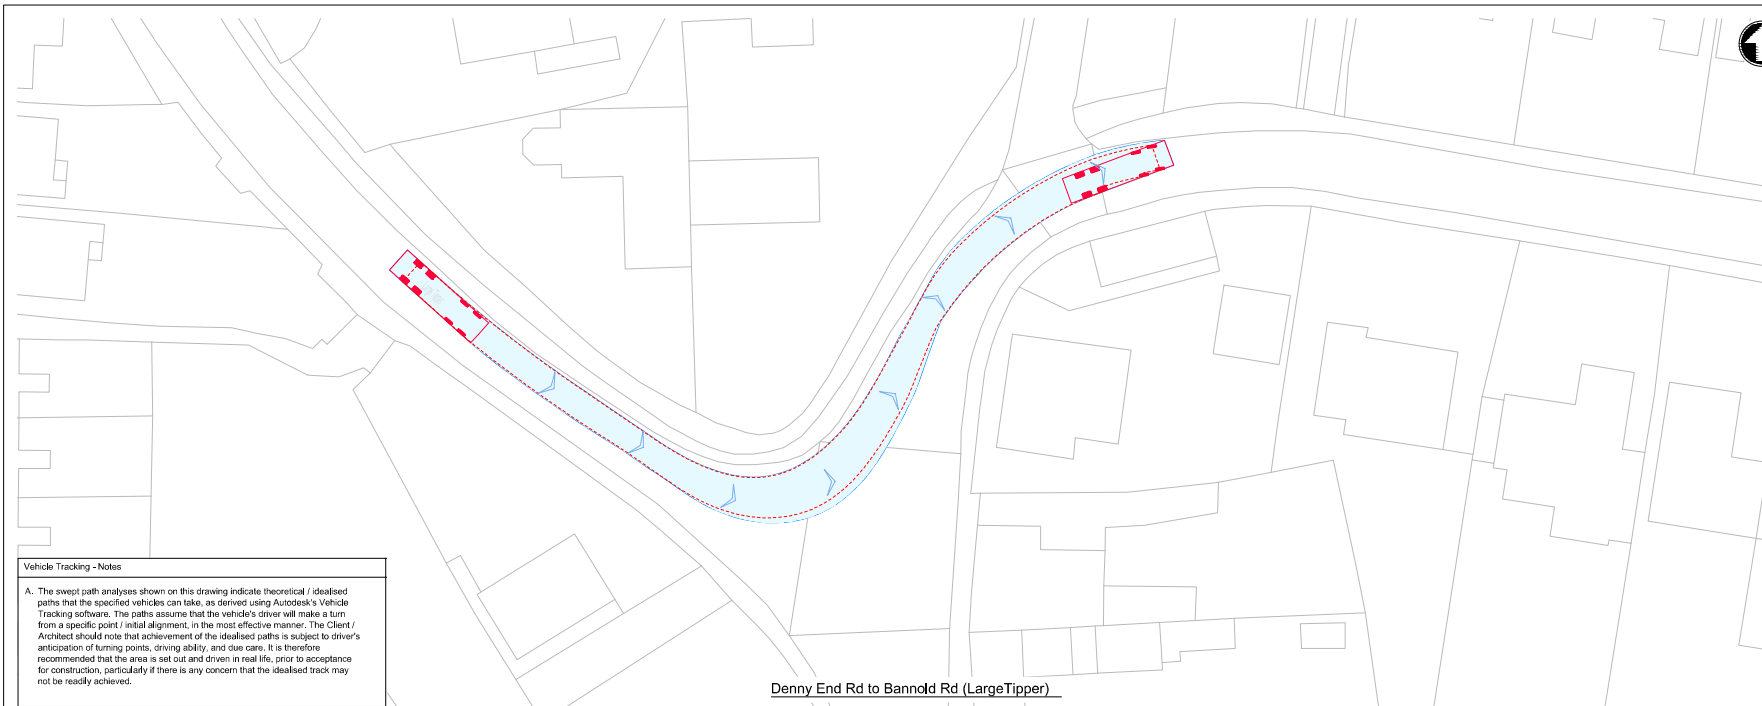 Vehicle Tracking - Notes
A. The swept path analyses shown on this drawing indicate theoretical / idealised
paths that the specified vehicles can take, as derived using Autodesk's Vehicle
Tracking software. The paths assume that the vehicle's driver will make a turn
from a specific point / initial alignment, in the most effective manner. The Client /
Architect should note that achievement of the idealised paths is subject to driver's
anticipation of turning points, driving ability, and due care. It is therefore
recommended that the area is set out and driven in real life, prior to acceptance
for construction, particularly if there is any concern that the idealised track may
not be readily achieved.
Denny End Rd to Bannold Rd (LargeTipper)